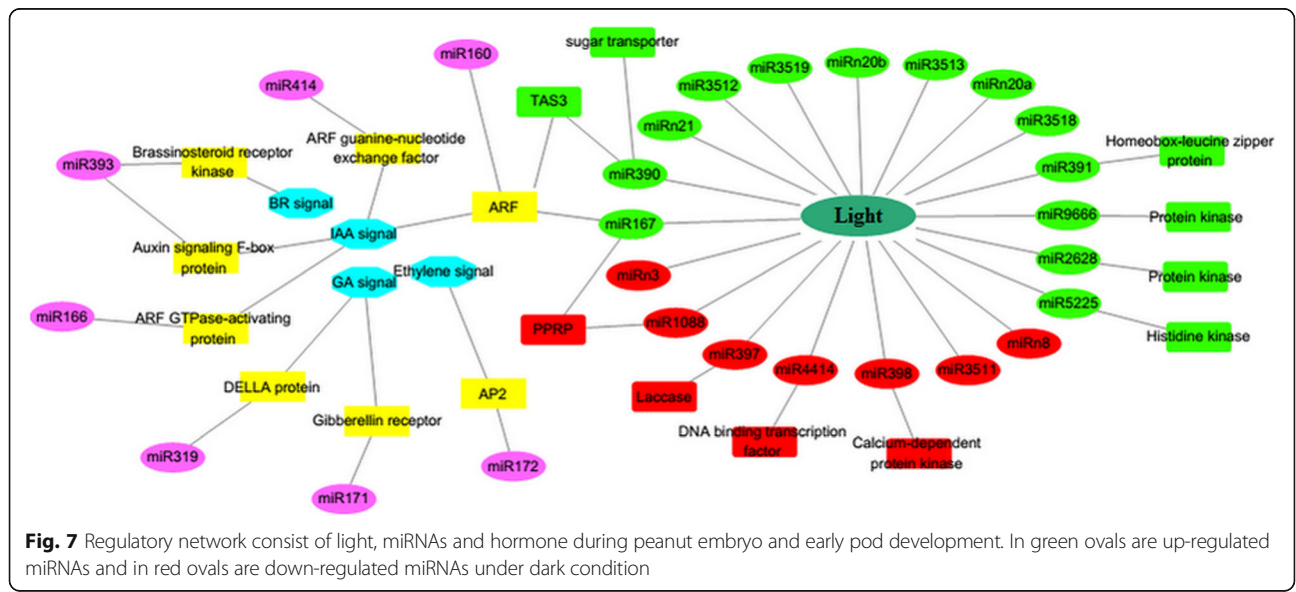 sugar transporter
miR160
miR3519
miRn20b
miR3513
miR414
miR3512
miRn20a
TAS3
miRn21
miR3518
ARF guanine-nucleotide
exchange factor
Homeobox-leucine zipper
protein
Brassinosteroid receptor
kinase
miR393
miR391
miR390
BR signal
ARF
Light
miR9666
Protein kinase
miR167
IAA signal
Auxin signaling F-box
protein
miR2628
Protein kinase
Ethylene signal
GA signal
miRn3
miR5225
miR166
ARF GTPase-activating
protein
PPRP
miR1088
Histidine kinase
miRn8
miR397
miR4414
miR398
miR3511
DELLA protein
AP2
Laccase
Gibberellin receptor
DNA binding transcription
factor
Calcium-dependent
protein kinase
miR319
miR172
miR171
Fig. 7 Regulatory network consist of light, miRNAs and hormone during peanut embryo and early pod development. In green ovals are up-regulated
miRNAs and in red ovals are down-regulated miRNAs under dark condition